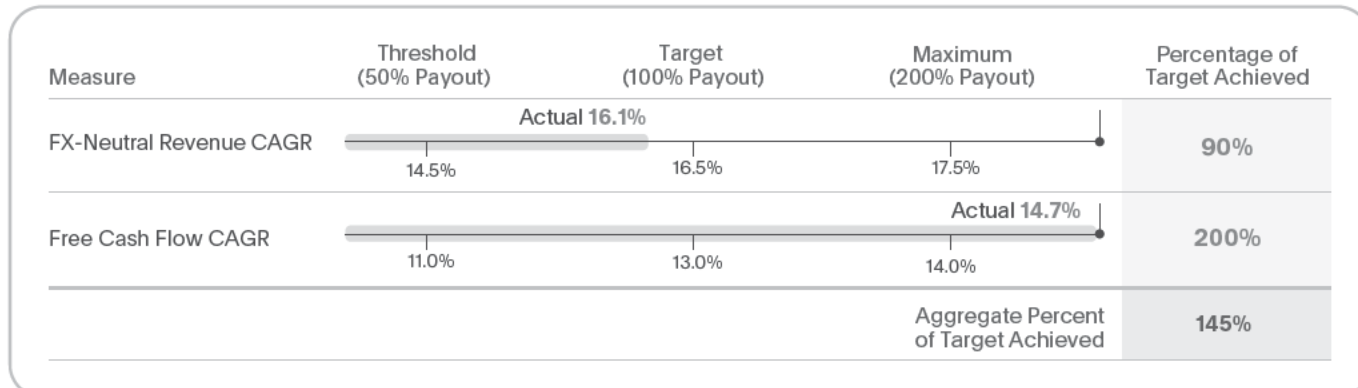 Measure
Threshold
(50% Payout)
Target
(100% Payout)
Maximum
(200% Payout)
Percentage of
Target Achieved
FX-Neutral Revenue CAGR
Actual 16.1%
14.5%
16.5%
17.5%
90%
Free Cash Flow CAGR
Actual 14.7%
11.0%
13.0%
14.0%
200%
Aggregate Percent
of Target Achieved
145%